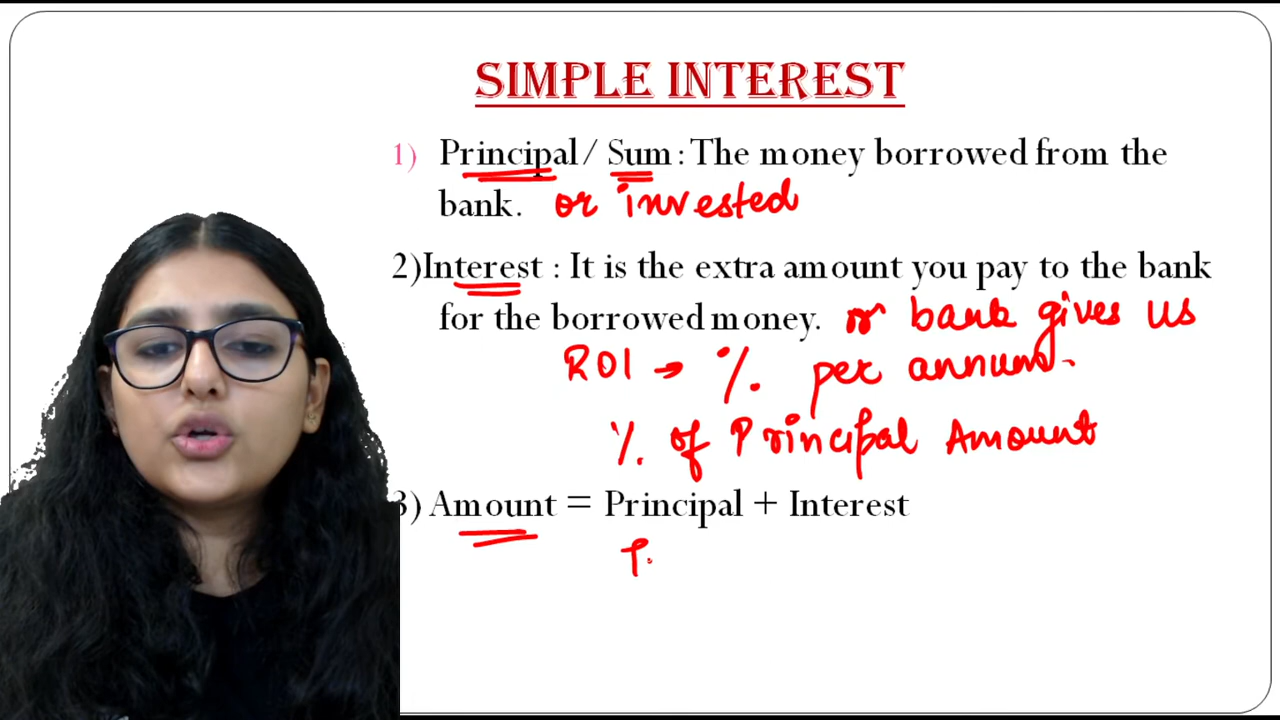 SIMPLE INTEREST
1) Principal / Sum : The money borrowed from the
bank. or invested
2)Interest : It is the extra amount you pay to the bank
for the borrowed money. or bank gives us
ROI → % per annum.
% of Principal Amount
3) Amount = Principal + Interest
P